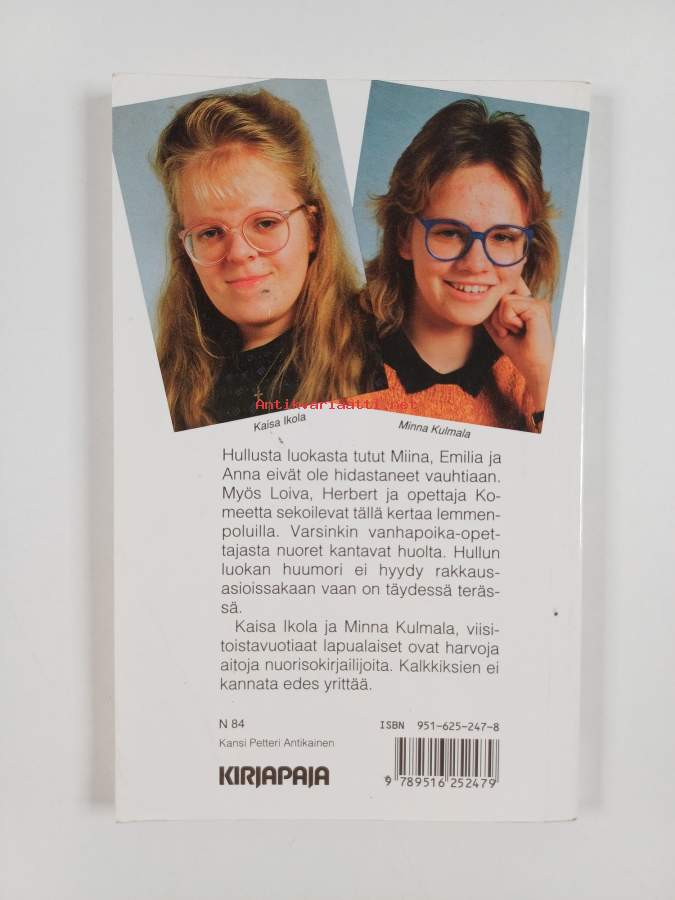 Antikvariaatti.net
Kaisa Ikola
Minna Kulmala
Hullusta luokasta tutut Miina, Emilia ja
Anna eivät ole hidastaneet vauhtiaan.
Myös Loiva, Herbert ja opettaja Ko-
meetta sekoilevat tällä kertaa lemmen-
poluilla. Varsinkin vanhapoika-opet-
tajasta nuoret kantavat huolta. Hullun
luokan huumori ei hyydy rakkaus-
asioissakaan vaan on täydessä teräs-
sä.
Kaisa Ikola ja Minna Kulmala, viisi-
toistavuotiaat lapualaiset ovat harvoja
aitoja nuorisokirjailijoita. Kalkkiksien ei
kannata edes yrittää.
N 84
Kansi Petteri Antikainen
KIRJAPAJA
ISBN 951-625-247-8
9 789516 252479